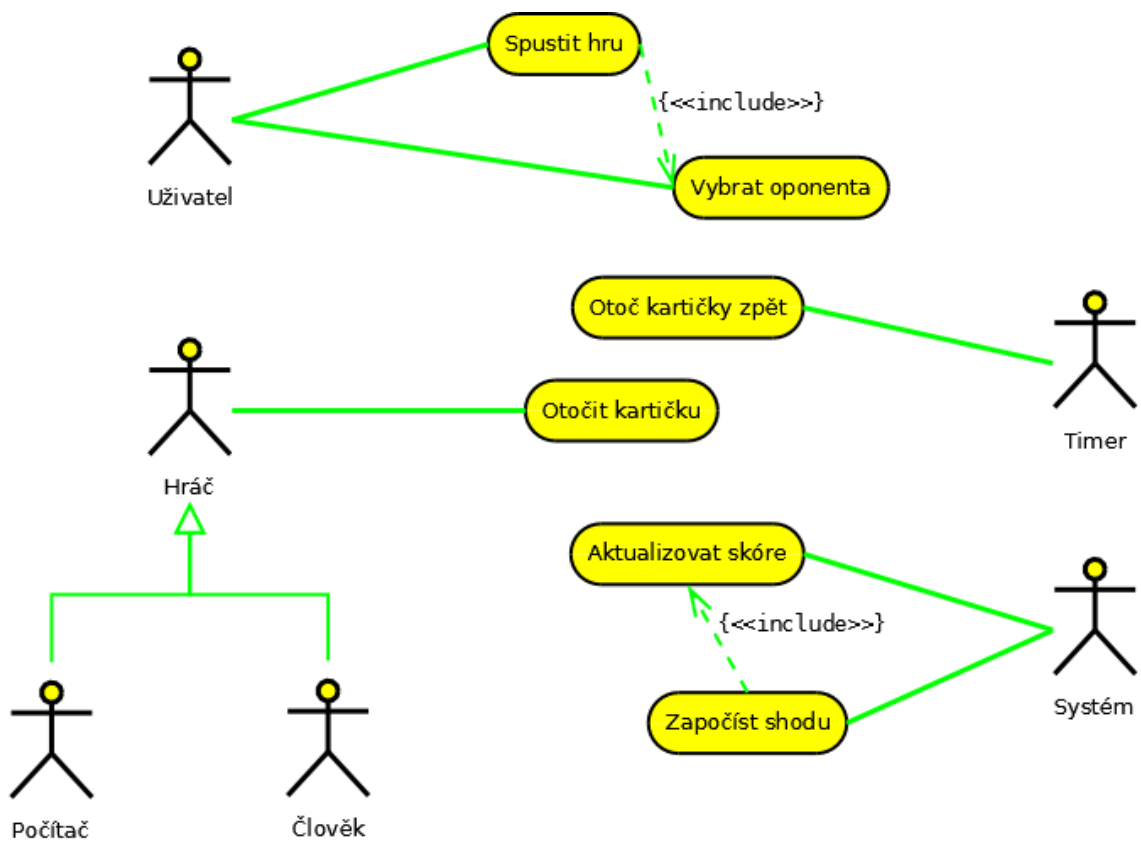 Spustit hru
{<<include>>}
Uživatel
Vybrat oponenta
Otoč kartičky zpět
Otočit kartičku
Timer
Hráč
Aktualizovat skóre
{<<include>>}
Systém
Započíst shodu
Počítač
Člověk